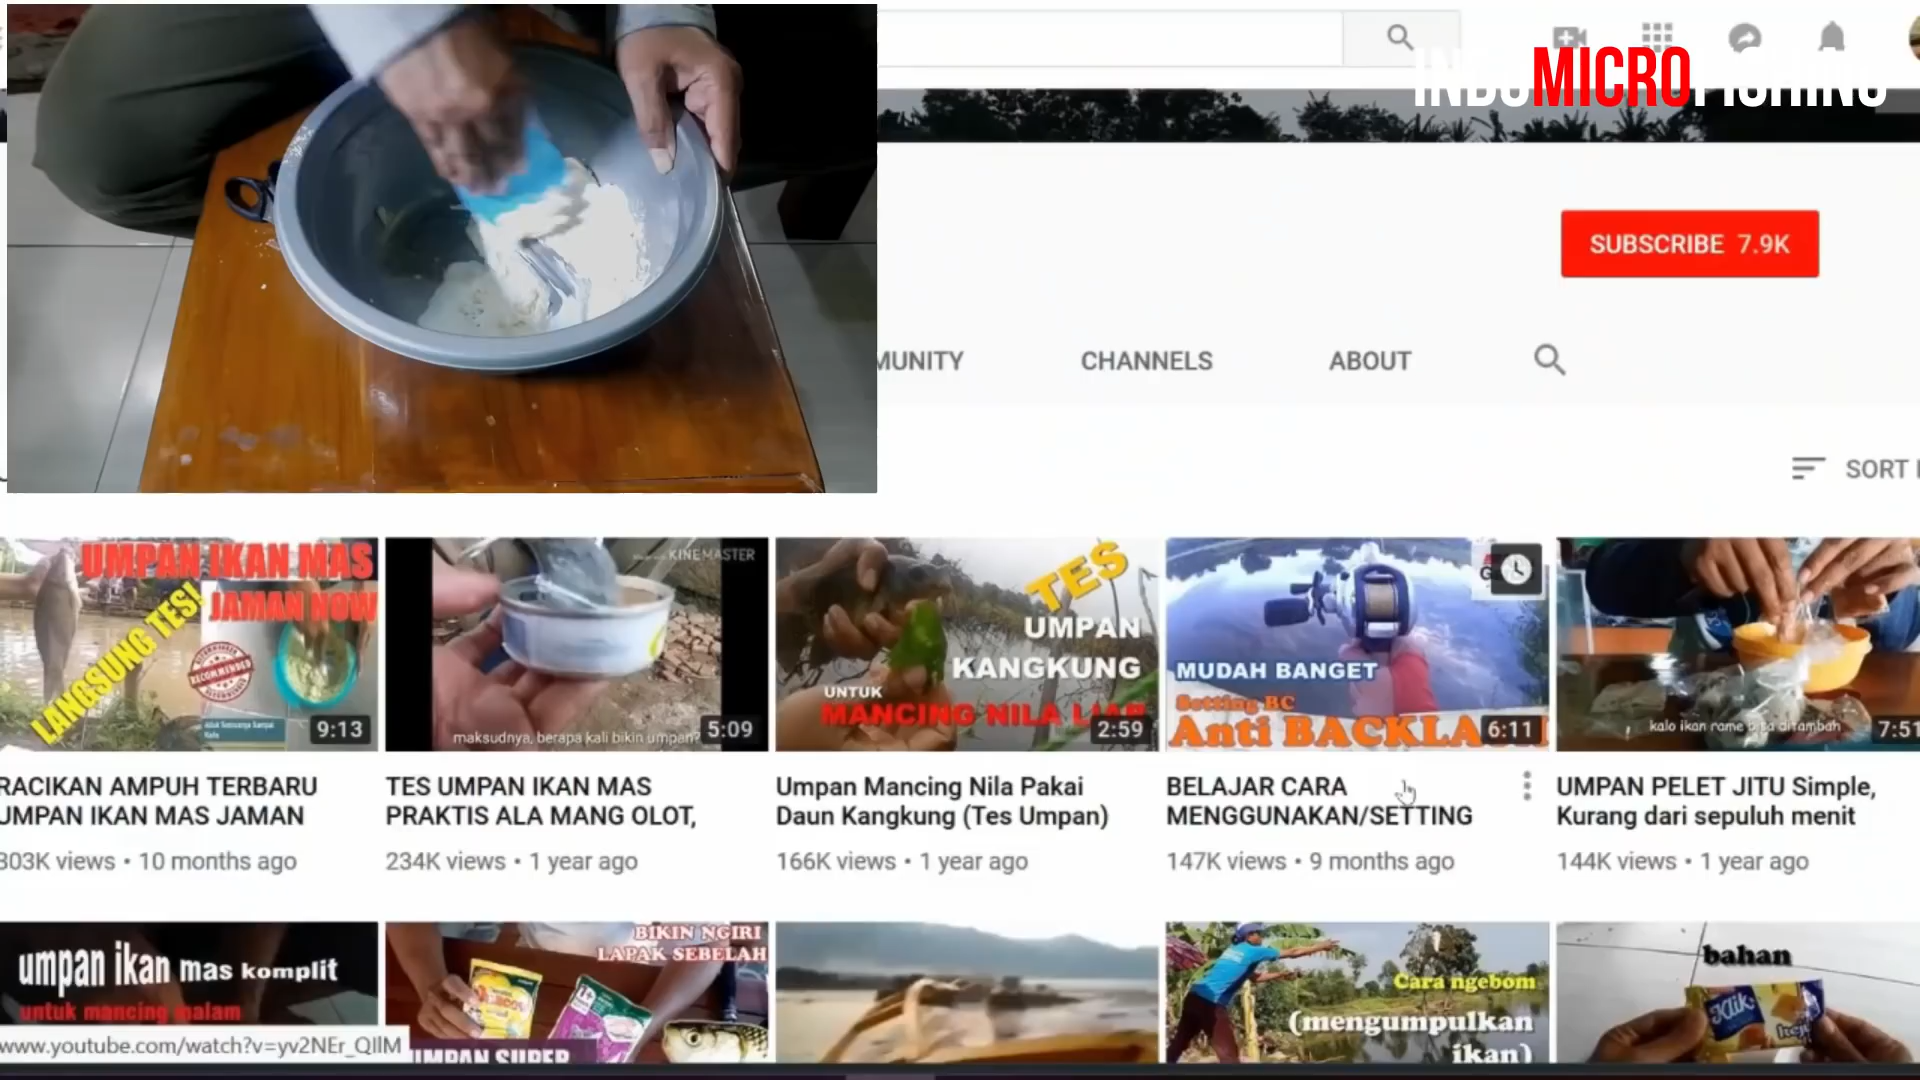 INDOMICROFISHING
SUBSCRIBE 7.9K
MUNITY
CHANNELS
ABOUT
SORT
UMPAN IKAN MAS
JAMAN NOW
LANGSUNG TES!
RECOMMENDED
9:13
KINEMASTER
maksudnya, berapa kali bikin umpan?
5:09
TES
UMPAN
KANGKUNG
UNTUK
MANCING NILA LIAR
2:59
MUDAH BANGET
Setting BC
Anti BACKLA
6:11
kalo ikan rame bisa ditambah
7:51
RACIKAN AMPUH TERBARU
UMPAN IKAN MAS JAMAN
303K views • 10 months ago
TES UMPAN IKAN MAS
PRAKTIS ALA MANG OLOT,
234K views • 1 year ago
Umpan Mancing Nila Pakai
Daun Kangkung (Tes Umpan)
166K views • 1 year ago
BELAJAR CARA
MENGGUNAKAN/SETTING
147K views • 9 months ago
UMPAN PELET JITU Simple,
Kurang dari sepuluh menit
144K views • 1 year ago
umpan ikan mas komplit
untuk mancing malam
BIKIN NGIRI
LAPAK SEBELAH
UMPAN SUPER
Cara ngebom
(mengumpulkan
ikan)
bahan
Klik
keju
www.youtube.com/watch?v=yv2NEr_QIlM